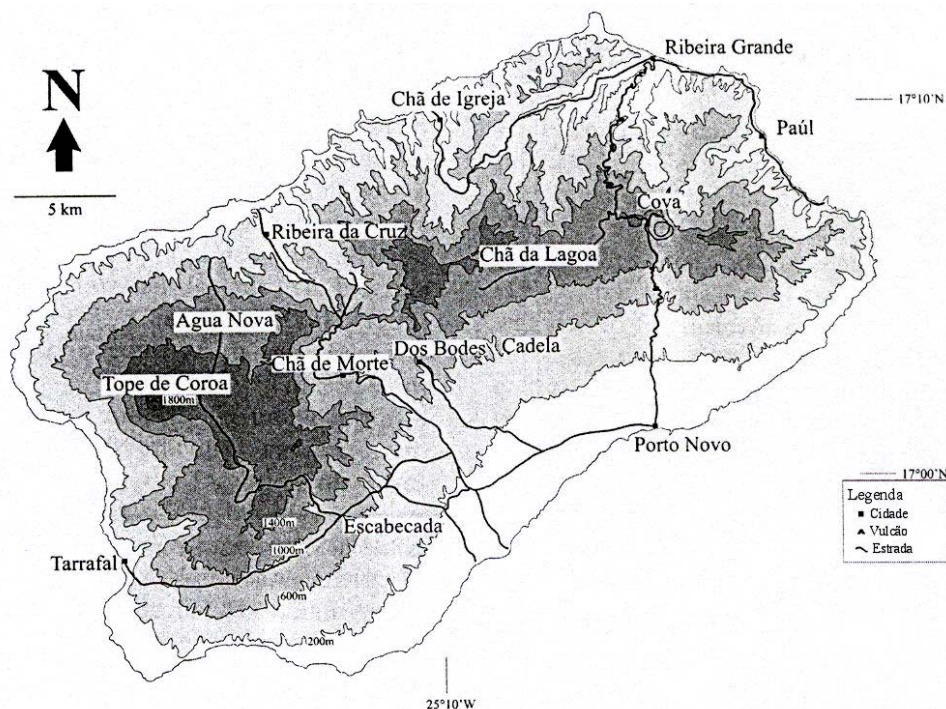 Ribeira Grande
N
Chã de Igreja
17°10'N
Paúl
5 km
Cova
Ribeira da Cruz
Chã da Lagoa
Agua Nova
Dos Bodes
Cadela
Chã de Morte
Tope de Coroa
1800m
Porto Novo
17°00'N
Legenda
Cidade
Vulcão
Estrada
1400m
Escabecada
1000m
Tarrafal
600m
200m
25°10'W